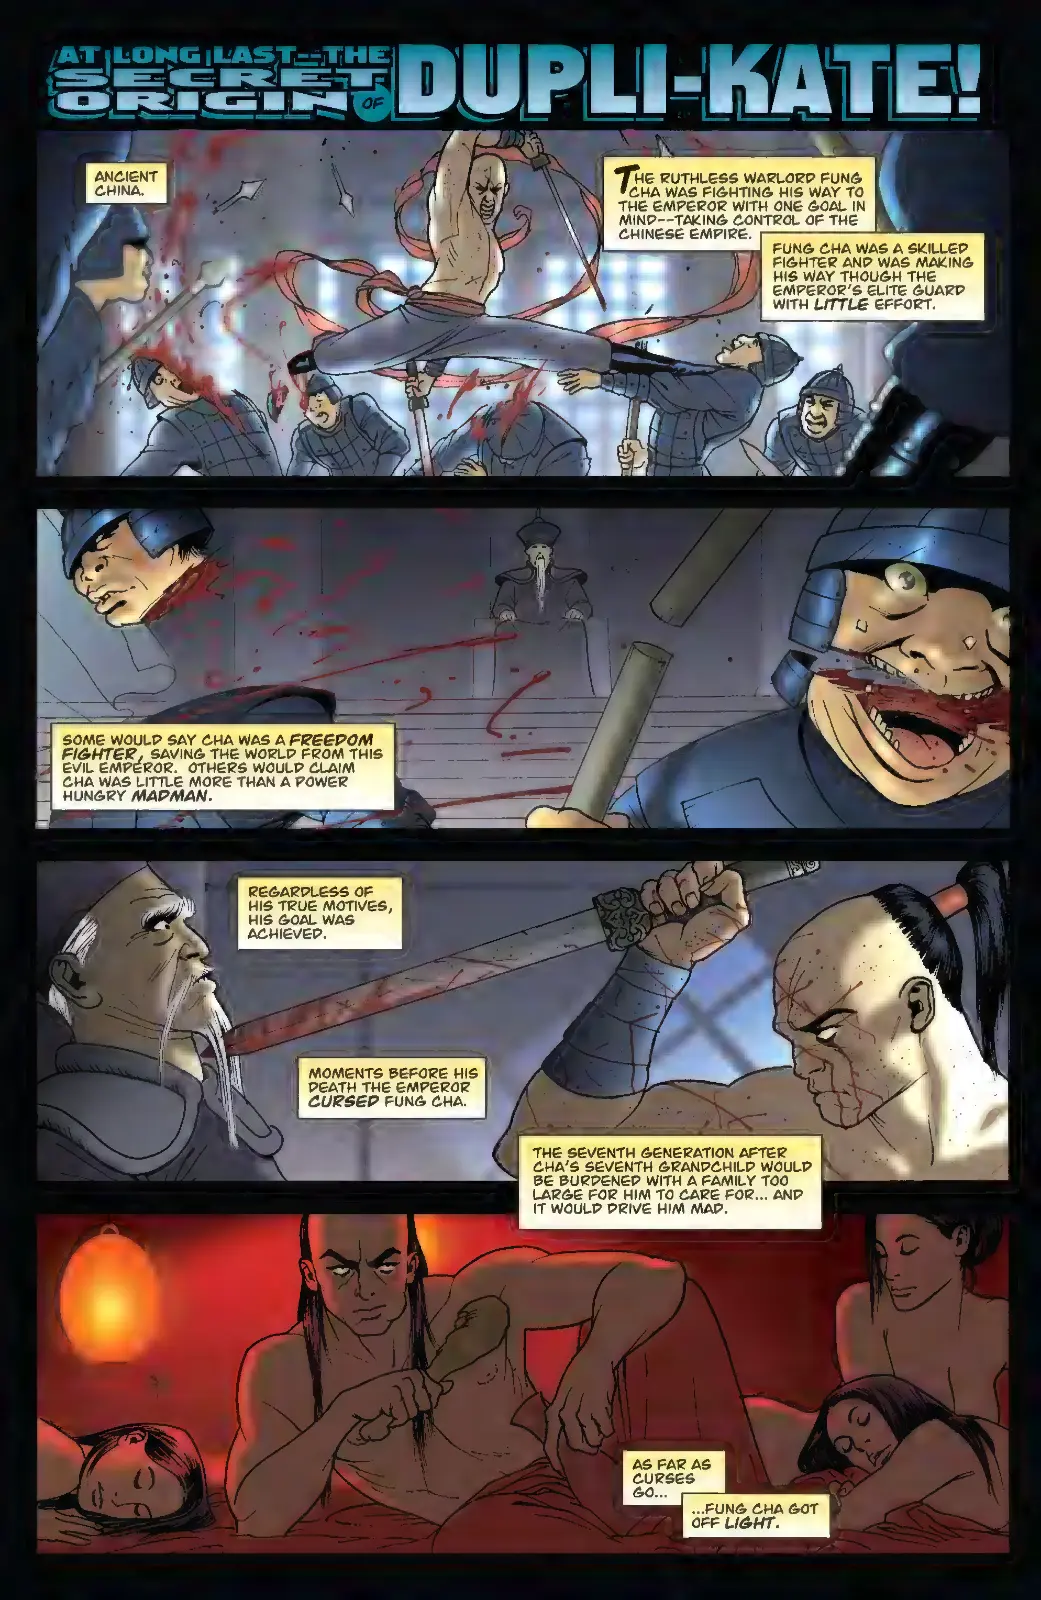 AT LONG LAST--THE
SECRET
ORIGIN OF
DUPLI-KATE!
ANCIENT
CHINA.
THE RUTHLESS WARLORD FUNG
CHA WAS FIGHTING HIS WAY TO
THE EMPEROR WITH ONE GOAL IN
MIND--TAKING CONTROL OF THE
CHINESE EMPIRE.
FUNG CHA WAS A SKILLED
FIGHTER AND WAS MAKING
HIS WAY THOUGH THE
EMPEROR'S ELITE GUARD
WITH LITTLE EFFORT.
SOME WOULD SAY CHA WAS A FREEDOM
FIGHTER, SAVING THE WORLD FROM THIS
EVIL EMPEROR. OTHERS WOULD CLAIM
CHA WAS LITTLE MORE THAN A POWER
HUNGRY MADMAN.
REGARDLESS OF
HIS TRUE MOTIVES,
HIS GOAL WAS
ACHIEVED.
MOMENTS BEFORE HIS
DEATH THE EMPEROR
CURSED FUNG CHA.
THE SEVENTH GENERATION AFTER
CHA'S SEVENTH GRANDCHILD WOULD
BE BURDENED WITH A FAMILY TOO
LARGE FOR HIM TO CARE FOR... AND
IT WOULD DRIVE HIM MAD.
AS FAR AS
CURSES
GO...
...FUNG CHA GOT
OFF LIGHT.